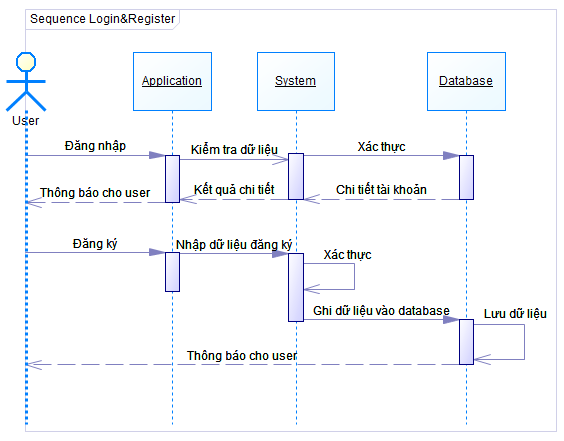 Sequence Login&Register
Application
System
Database
User
Đăng nhập
Kiểm tra dữ liệu
Xác thực
Thông báo cho user
Kết quả chi tiết
Chi tiết tài khoản
Đăng ký
Nhập dữ liệu đăng ký
Xác thực
Ghi dữ liệu vào database
Lưu dữ liệu
Thông báo cho user